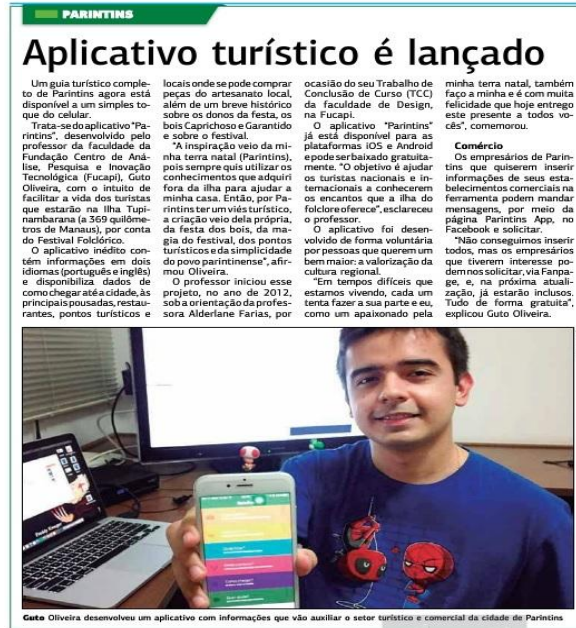 PARINTINS
Aplicativo turístico é lançado
Um guia turístico comple-
to de Parintins agora está
disponível a um simples to-
que do celular.
Trata-se do aplicativo "Pa-
rintins", desenvolvido pelo
professor da faculdade da
Fundação Centro de Aná-
lise, Pesquisa e Inovação
Tecnológica (Fucapi), Guto
Oliveira, com o intuito de
facilitar a vida dos turistas
que estarão na Ilha Tupi-
nambarana (a 369 quilôme-
tros de Manaus), por conta
do Festival Folclórico.
O aplicativo inédito con-
têm informações em dois
idiomas (português e inglês)
e disponibiliza dados de
como chegar até a cidade, às
principais pousadas, restau-
rantes, pontos turísticos e
locais onde se pode comprar
peças do artesanato local,
além de um breve histórico
sobre os donos da festa, os
bois Caprichoso e Garantido
e sobre o festival.
"A inspiração veio da mi-
nha terra natal (Parintins),
pois sempre quis utilizar os
conhecimentos que adquiri
fora da ilha para ajudar a
minha casa. Então, por Pa-
rintins ter um viés turístico,
a criação veio dela própria,
da festa dos bois, da ma-
gia do festival, dos pontos
turísticos e da simplicidade
do povo parintinense", afir-
mou Oliveira.
O professor iniciou esse
projeto, no ano de 2012,
sob a orientação da profes-
sora Alderlane Farias, por
ocasião do seu Trabalho de
Conclusão de Curso (TCC)
da faculdade de Design,
na Fucapi.
O aplicativo "Parintins"
já está disponível para as
plataformas iOS e Android
e pode ser baixado gratuita-
mente. "O objetivo é ajudar
os turistas nacionais e in-
ternacionais a conhecerem
os encantos que a ilha do
folclore oferece", esclareceu
o professor.
O aplicativo foi desen-
volvido de forma voluntária
por pessoas que querem um
bem maior: a valorização da
cultura regional.
"Em tempos difíceis que
estamos vivendo, cada um
tenta fazer a sua parte e eu,
como um apaixonado pela
minha terra natal, também
faço a minha e é com muita
felicidade que hoje entrego
este presente a todos vo-
cês", comemorou.
Comércio
Os empresários de Parin-
tins que quiserem inserir
informações de seus esta-
belecimentos comerciais na
ferramenta podem mandar
mensagens, por meio da
página Parintins App, no
Facebook e solicitar.
"Não conseguimos inserir
todos, mas os empresários
que tiverem interesse po-
dem nos solicitar, via Fanpa-
ge, e, na próxima atuali-
zação, já estarão inclusos.
Tudo de forma gratuita",
explicou Guto Oliveira.
Guto Oliveira desenvolveu um aplicativo com informações que vão auxiliar o setor turístico e comercial da cidade de Parintins